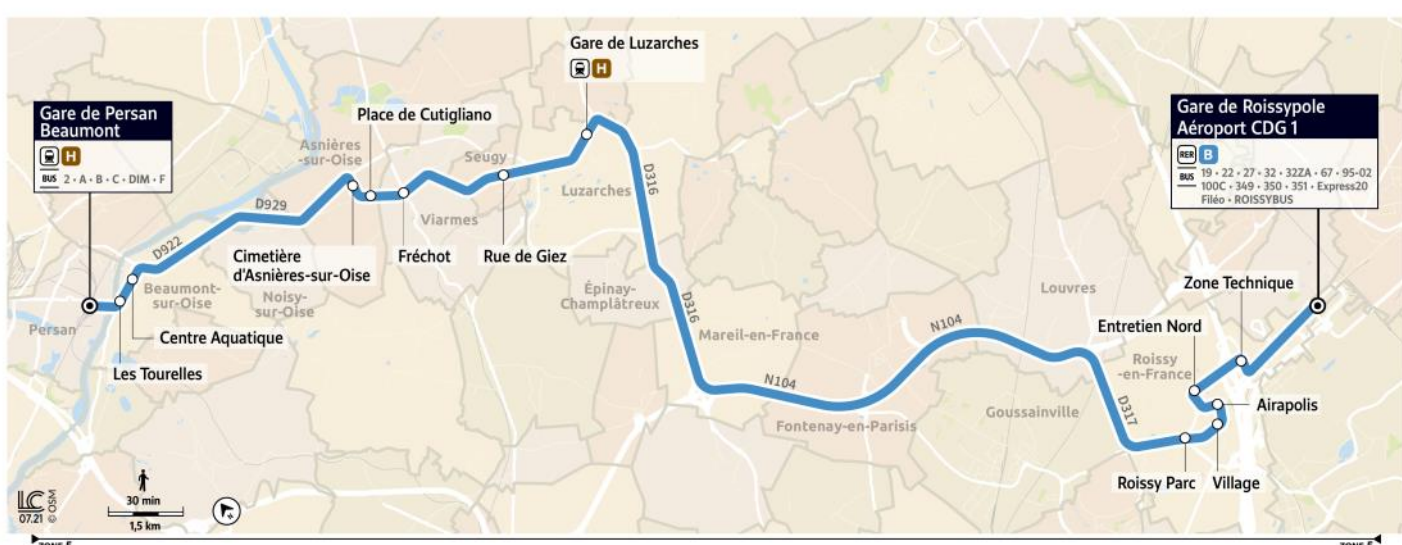 Gare de Persan
Beaumont
H
BUS 2 • A • B • C • DIM • F
Persan
Les Tourelles
Centre Aquatique
Beaumont-
sur-Oise
D922
D929
Noisy-
sur-Oise
Asnières
-sur-Oise
Cimetière
d'Asnières-sur-Oise
Place de Cutigliano
Fréchot
Viarmes
Seugy
Rue de Giez
Gare de Luzarches
H
Luzarches
D316
Épinay-
Champlâtreux
D316
Mareil-en-France
N104
Fontenay-en-Parisis
N104
Louvres
Goussainville
D317
Roissy Parc
Village
Airapolis
Entretien Nord
Roissy
-en-France
Zone Technique
Gare de Roissypole
Aéroport CDG 1
RER B
BUS 19 • 22 • 27 • 32 • 32ZA • 67 • 95-02
100C • 349 • 350 • 351 • Express20
Filéo • ROISSYBUS
LC
07.21
© OSM
30 min
1,5 km